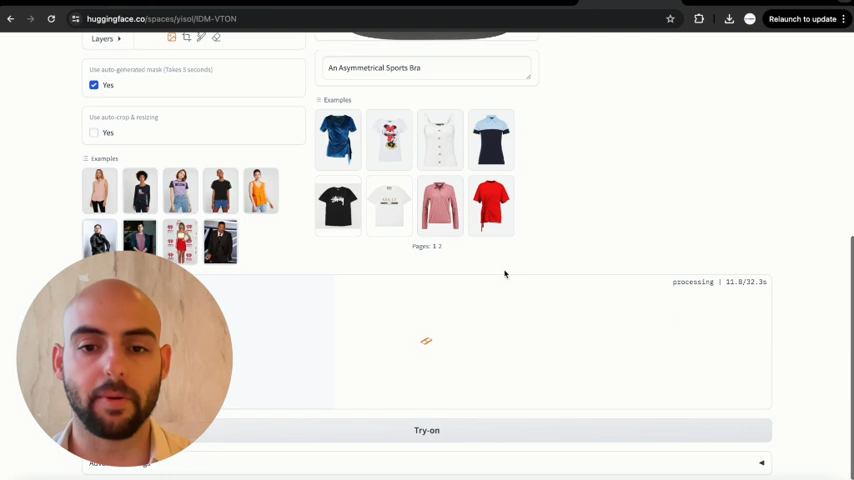 huggingface.co/spaces/yisol/IDM-VTON
Relaunch to update
Layers
Use auto-generated mask (Takes 5 seconds)
Yes
Use auto-crop & resizing
Yes
Examples
An Asymmetrical Sports Bra
Examples
Pages: 1 2
processing | 11.8/32.3s
Try-on